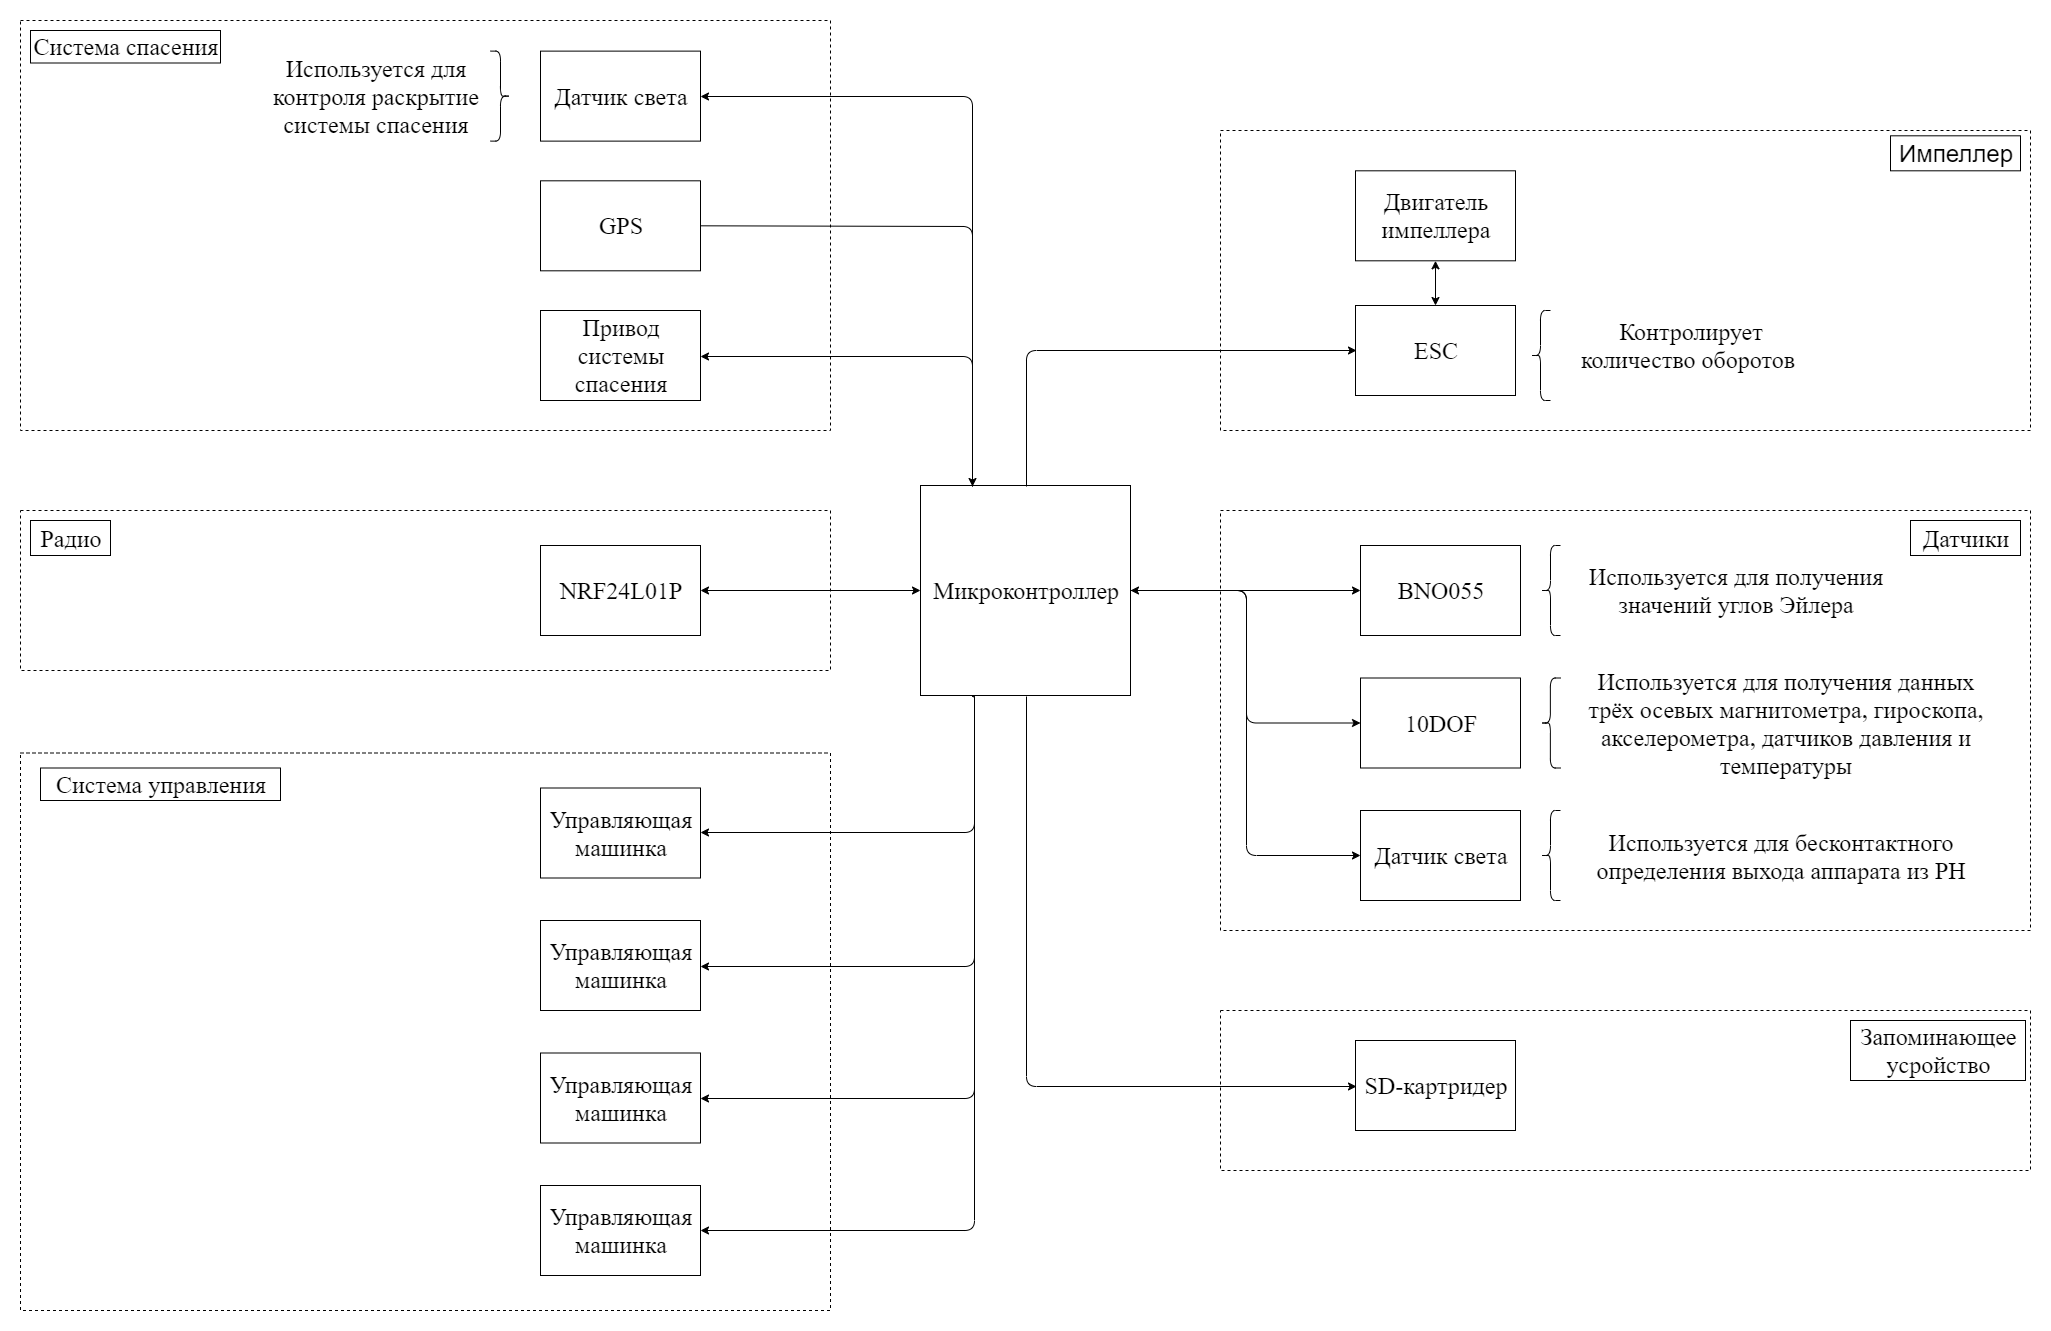 Система спасения
Используется для
контроля раскрытие
системы спасения
Датчик света
GPS
Привод
системы
спасения
Импеллер
Двигатель
импеллера
ESC
Контролирует
количество оборотов
Радио
NRF24L01P
Микроконтроллер
Датчики
BNO055
Используется для получения
значений углов Эйлера
10DOF
Используется для получения данных
трёх осевых магнитометра, гироскопа,
акселерометра, датчиков давления и
температуры
Датчик света
Используется для бесконтактного
определения выхода аппарата из РН
Система управления
Управляющая
машинка
Управляющая
машинка
Управляющая
машинка
Управляющая
машинка
Запоминающее
усройство
SD-картридер